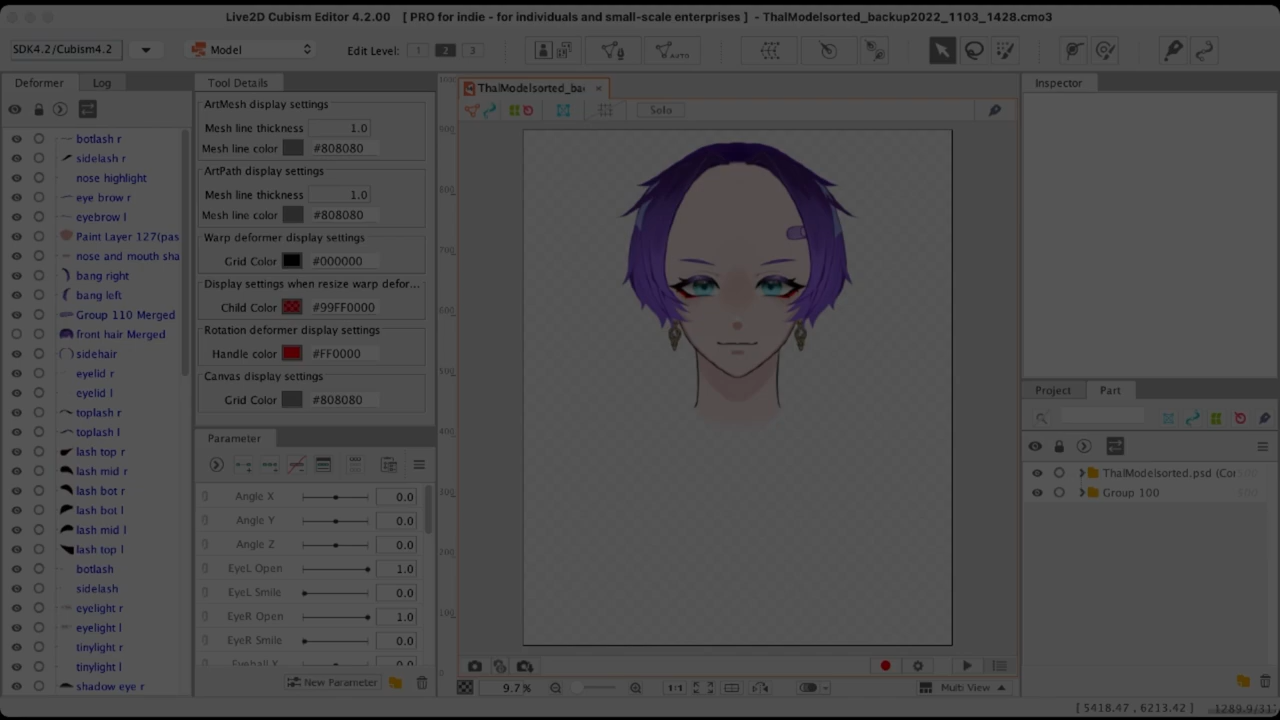 Live2D Cubism Editor 4.2.00 [ PRO for indie - for individuals and small-scale enterprises ] - ThalModelsorted_backup2022_1103_1428.cmo3
SDK4.2/Cubism4.2
Model
Edit Level: 1 2 3
AUTO
Deformer Log
botlash r
sidelash r
nose highlight
eye brow r
eyebrow l
Paint Layer 127(pas
nose and mouth sha
bang right
bang left
Group 110 Merged
front hair Merged
sidehair
eyelid r
eyelid l
toplash r
toplash l
lash top r
lash mid r
lash bot r
lash bot l
lash mid l
lash top l
botlash
sidelash
eyelight r
eyelight l
tinylight r
tinylight l
shadow eye r
Tool Details
ArtMesh display settings
Mesh line thickness 1.0
Mesh line color #808080
ArtPath display settings
Mesh line thickness 1.0
Mesh line color #808080
Warp deformer display settings
Grid Color #000000
Display settings when resize warp defor...
Child Color #99FF0000
Rotation deformer display settings
Handle color #FF0000
Canvas display settings
Grid Color #808080
Parameter
Angle X 0.0
Angle Y 0.0
Angle Z 0.0
EyeL Open 1.0
EyeL Smile 0.0
EyeR Open 1.0
EyeR Smile 0.0
Eyeball X 0.0
New Parameter
ThalModelsorted_ba
Solo
9.7%
1:1
Multi View
Inspector
Project Part
ThalModelsorted.psd (Cor 500
Group 100 500
[ 5418.47 , 6213.42 ]